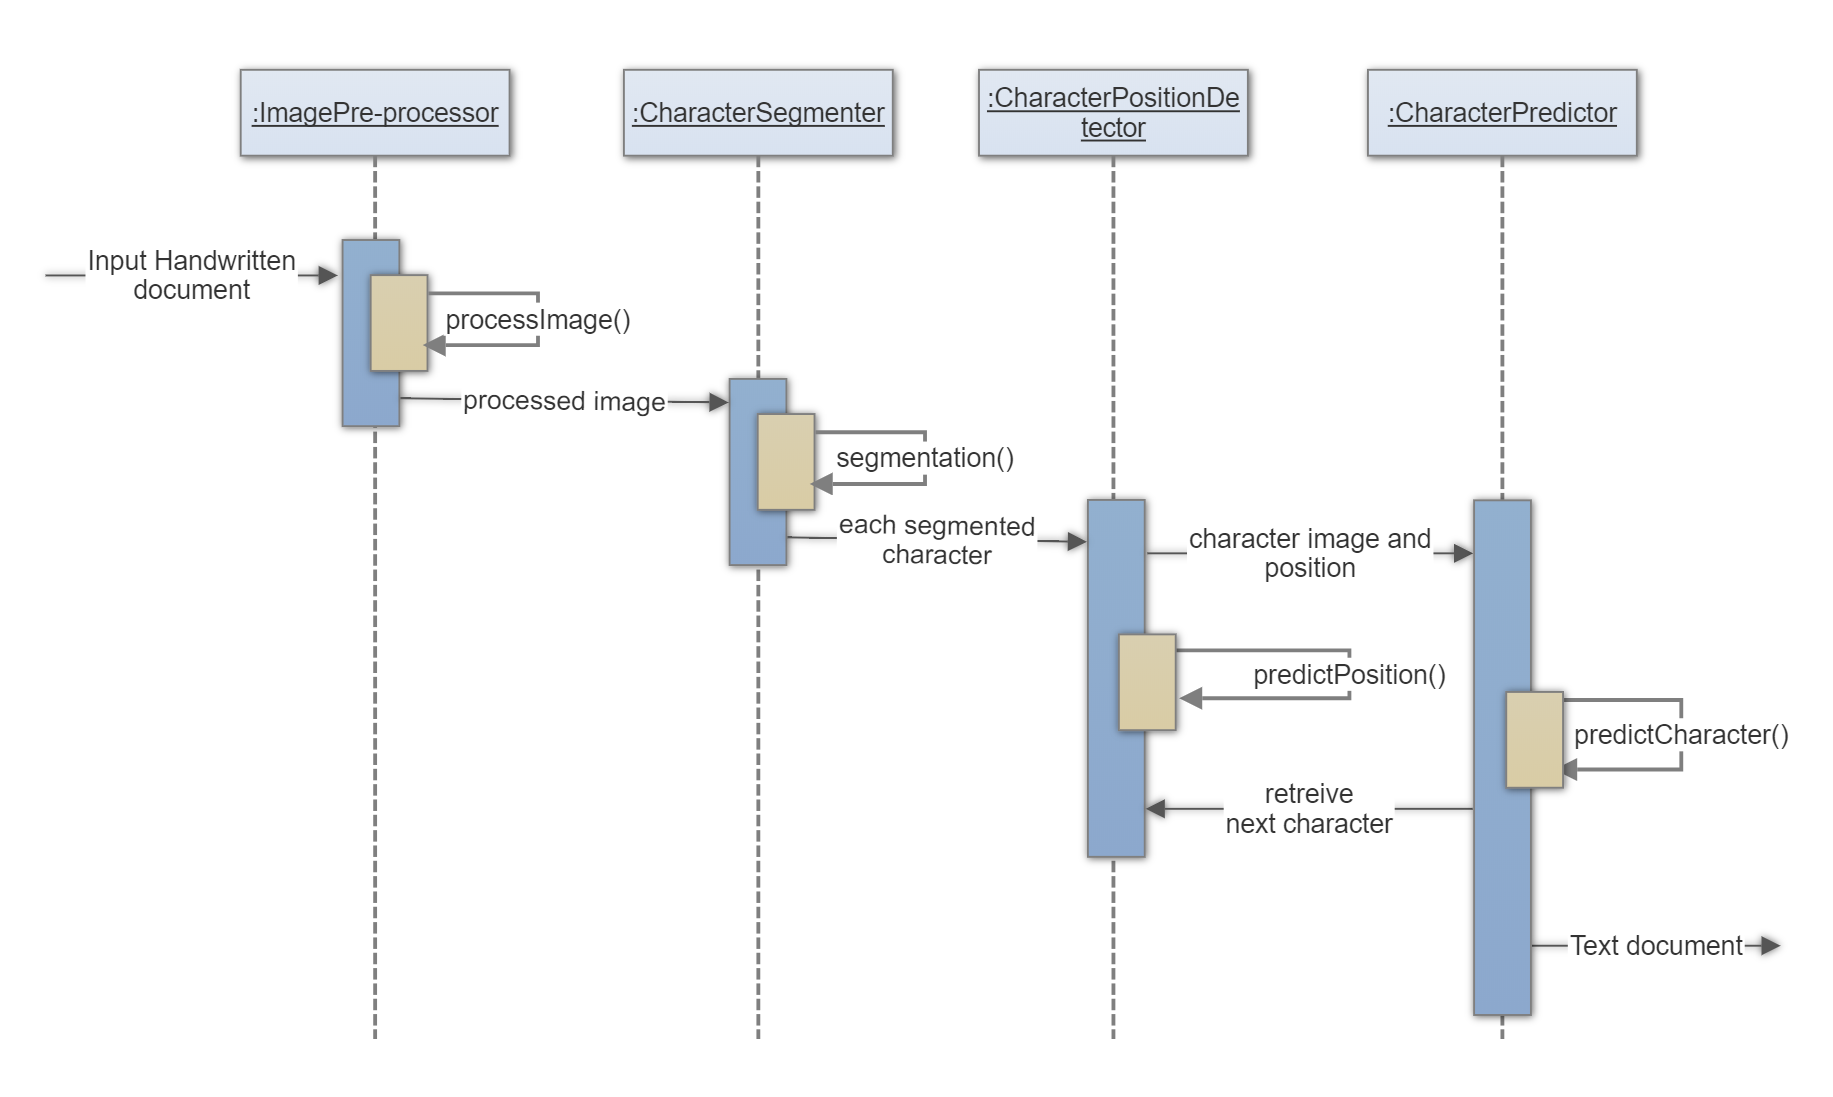 :ImagePre-processor
:CharacterSegmenter
:CharacterPositionDe
tector
:CharacterPredictor
Input Handwritten
document
processImage()
processed image
segmentation()
each segmented
character
character image and
position
predictPosition()
predictCharacter()
retreive
next character
Text document